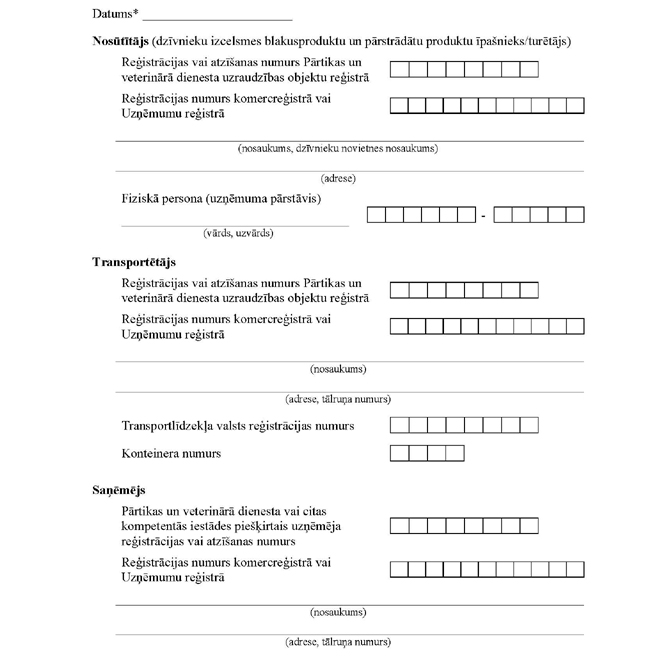 Datums*
Nosūtītājs (dzīvnieku izcelsmes blakusproduktu un pārstrādātu produktu īpašnieks/turētājs)
Reģistrācijas vai atzīšanas numurs Pārtikas un
veterinārā dienesta uzraudzības objektu reģistrā
Reģistrācijas numurs komercreģistrā vai
Uzņēmumu reģistrā
(nosaukums, dzīvnieku novietnes nosaukums)
(adrese)
Fiziskā persona (uzņēmuma pārstāvis)
-
(vārds, uzvārds)
Transportētājs
Reģistrācijas vai atzīšanas numurs Pārtikas un
veterinārā dienesta uzraudzības objektu reģistrā
Reģistrācijas numurs komercreģistrā vai
Uzņēmumu reģistrā
(nosaukums)
(adrese, tālruņa numurs)
Transportlīdzekļa valsts reģistrācijas numurs
Konteinera numurs
Saņēmējs
Pārtikas un veterinārā dienesta vai citas
kompetentās iestādes piešķirtais uzņēmēja
reģistrācijas vai atzīšanas numurs
Reģistrācijas numurs komercreģistrā vai
Uzņēmumu reģistrā
(nosaukums)
(adrese, tālruņa numurs)